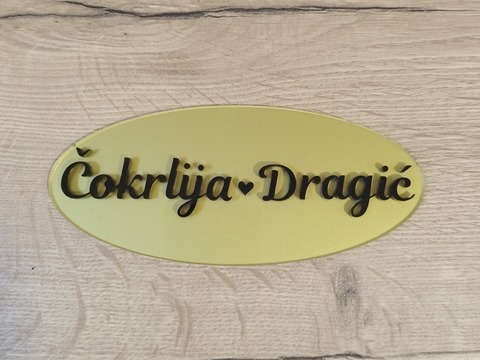 Čokrlija ♥ Dragić